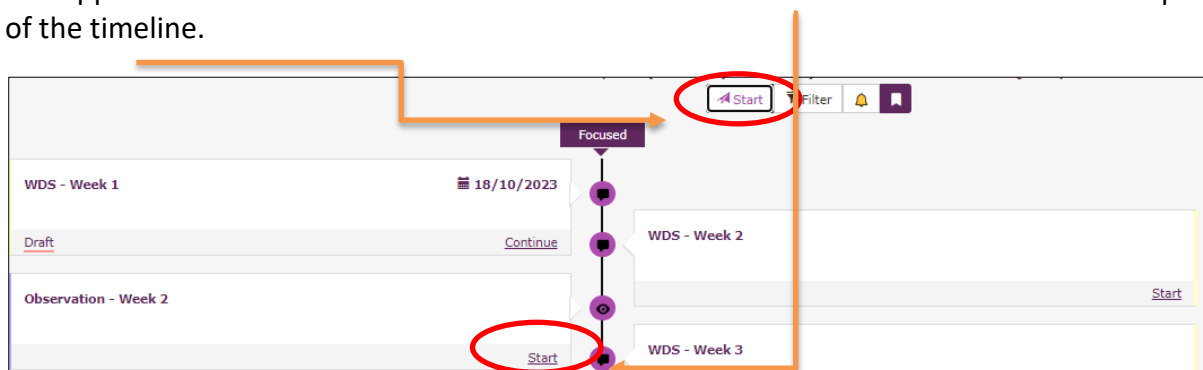 of the timeline.
Start Filter
Focused
WDS - Week 1 18/10/2023
Draft Continue
WDS - Week 2
Start
Observation - Week 2
Start
WDS - Week 3